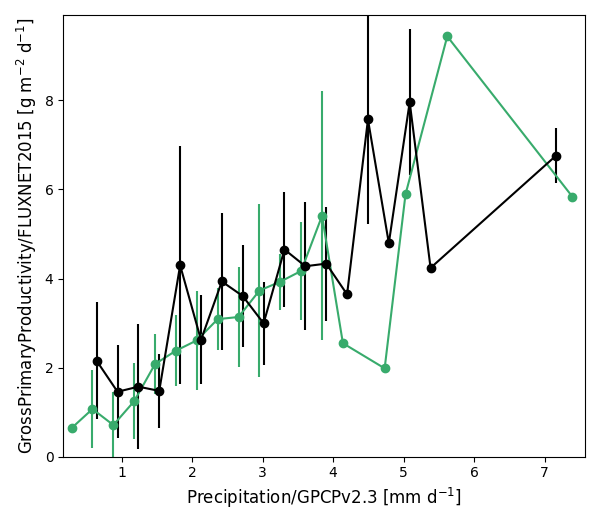 GrossPrimaryProductivity/FLUXNET2015 [g m⁻² d⁻¹]
8
6
4
2
0
1 2 3 4 5 6 7
Precipitation/GPCPv2.3 [mm d⁻¹]